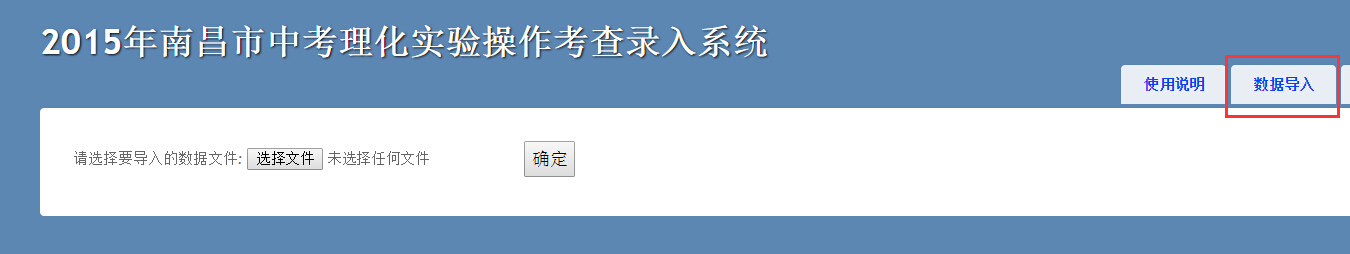 2015年南昌市中考理化实验操作考查录入系统
使用说明 数据导入
请选择要导入的数据文件: 选择文件 未选择任何文件 确定